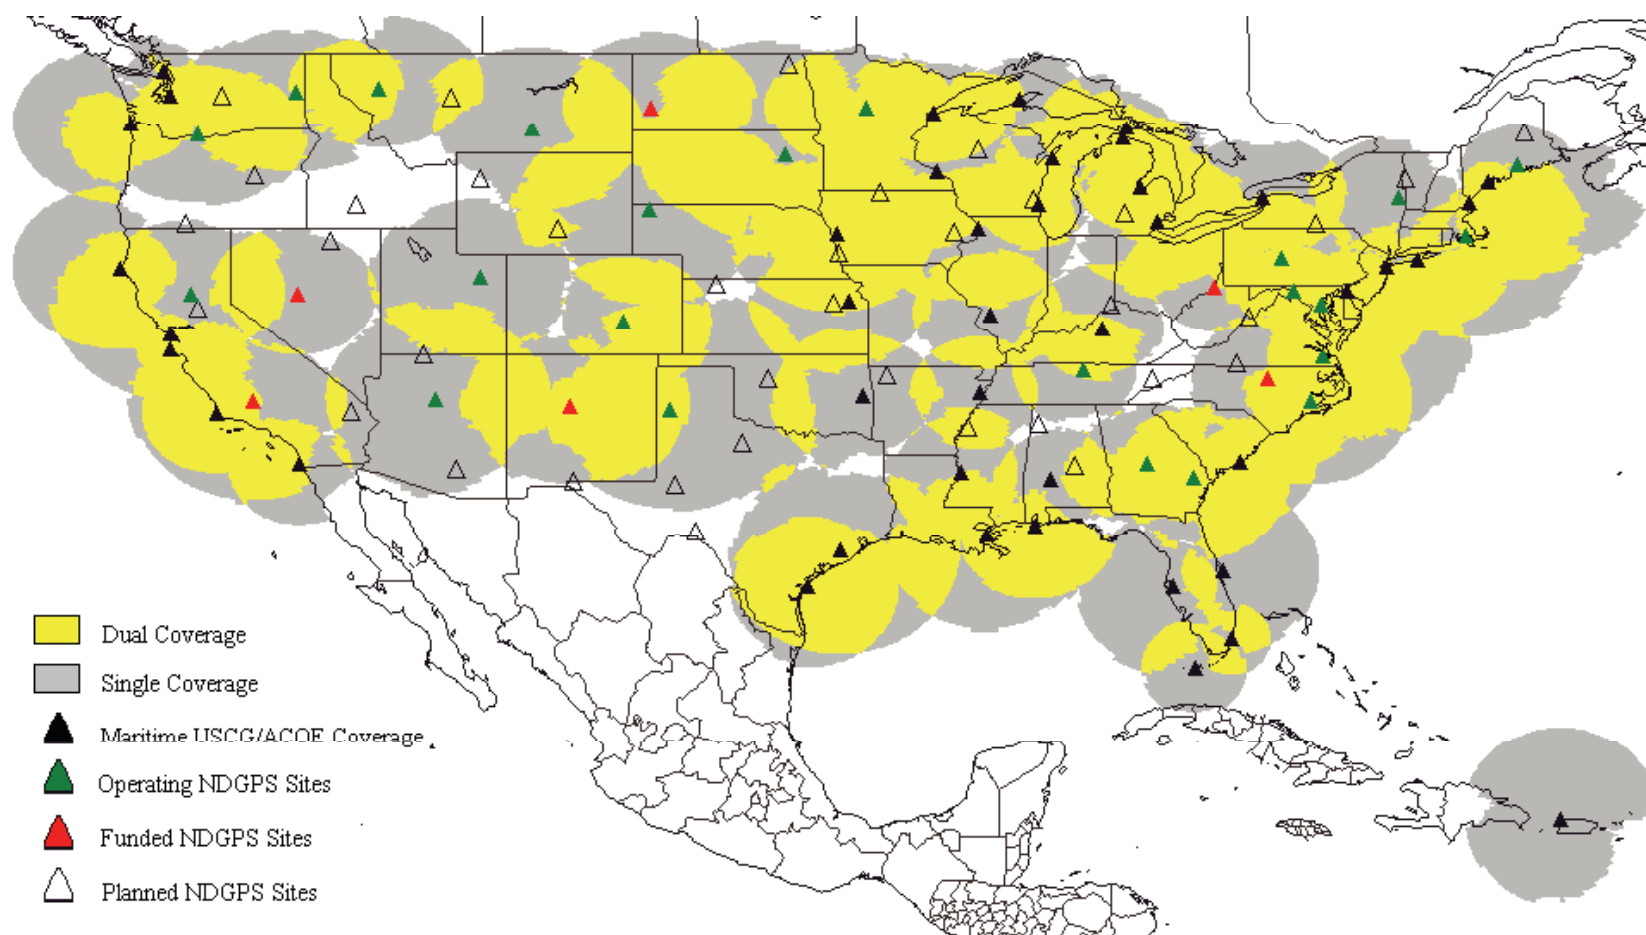 Dual Coverage
Single Coverage
Maritime USCG/ACOE Coverage
Operating NDGPS Sites
Funded NDGPS Sites
Planned NDGPS Sites